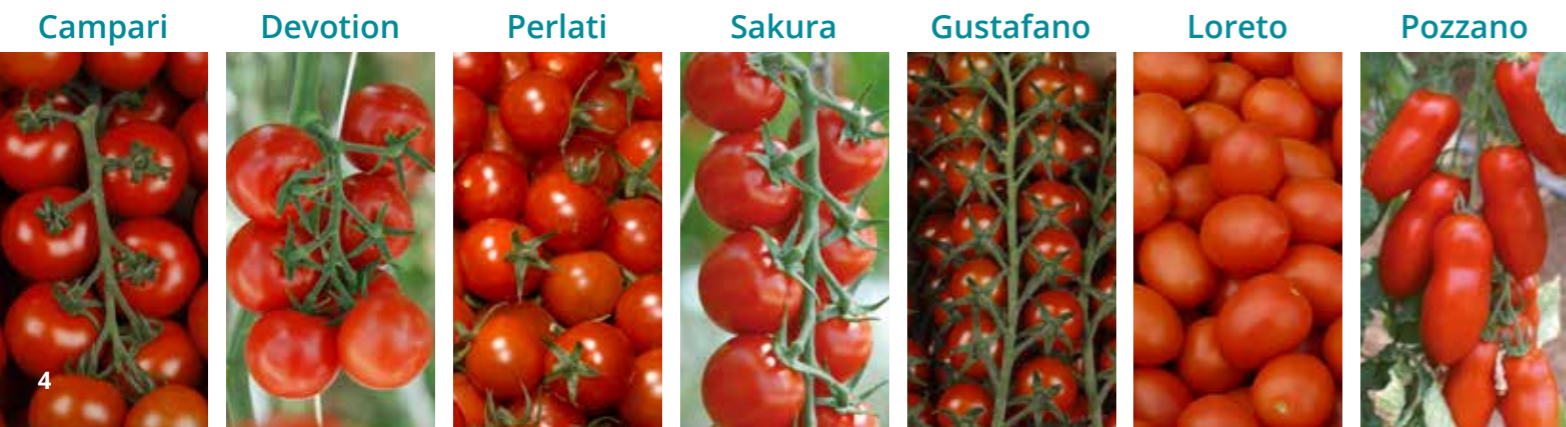 Campari
Devotion
Perlati
Sakura
Gustafano
Loreto
Pozzano
4